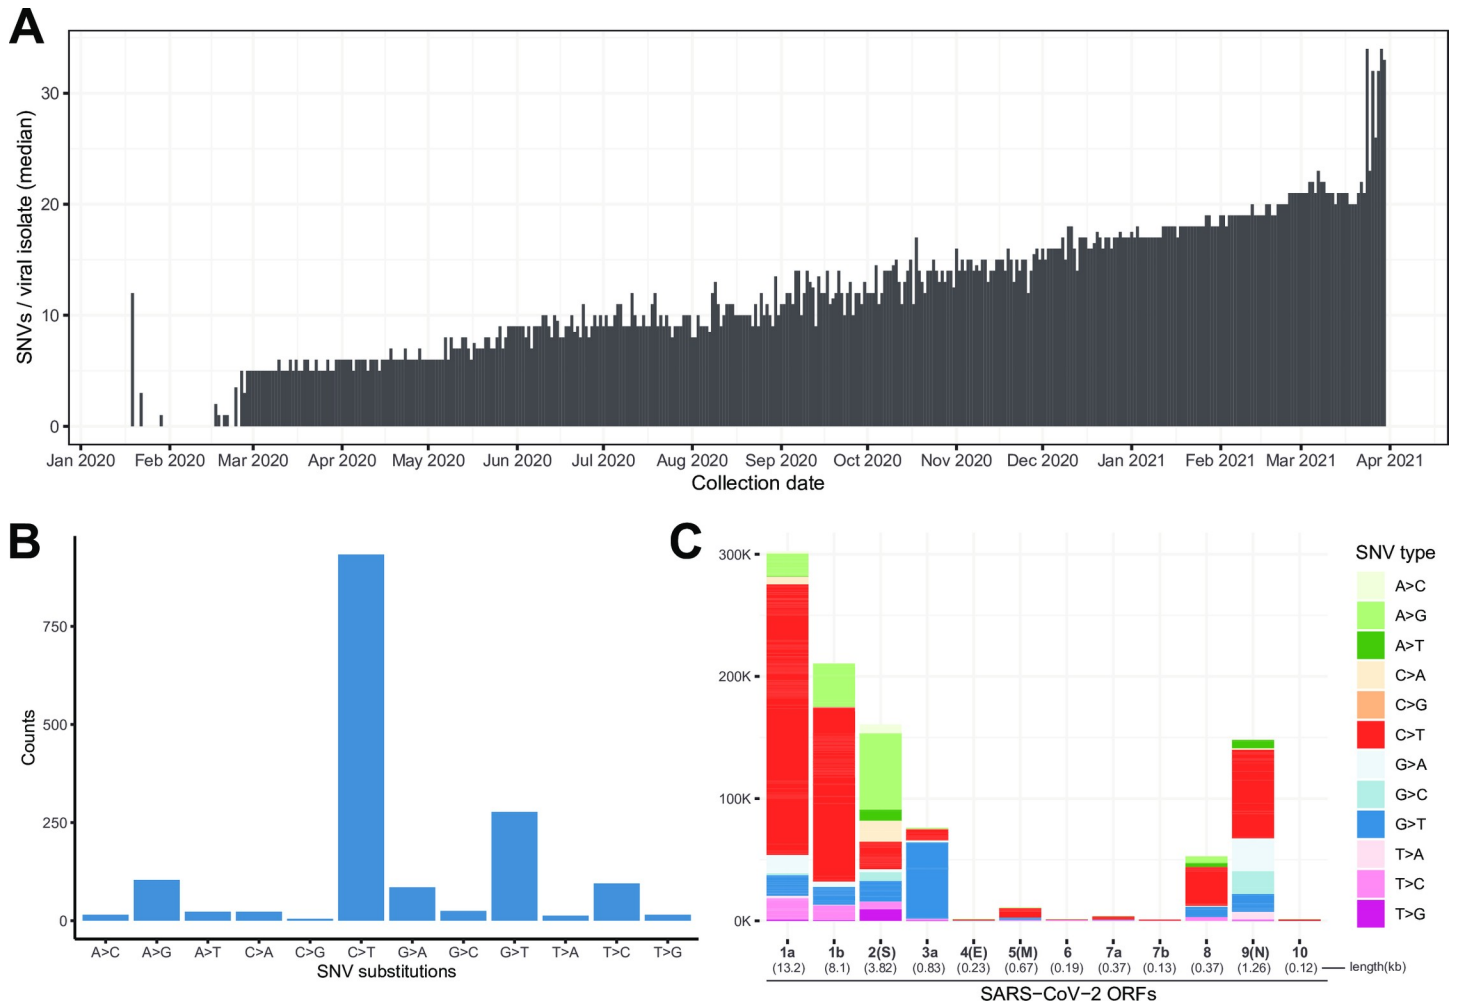 A
SNVs / viral isolate (median)
30
20
10
0
Jan 2020 Feb 2020 Mar 2020 Apr 2020 May 2020 Jun 2020 Jul 2020 Aug 2020 Sep 2020 Oct 2020 Nov 2020 Dec 2020 Jan 2021 Feb 2021 Mar 2021 Apr 2021
Collection date
B
Counts
750
500
250
0
A>C A>G A>T C>A C>G C>T G>A G>C G>T T>A T>C T>G
SNV substitutions
C
300K
200K
100K
0K
1a 1b 2(S) 3a 4(E) 5(M) 6 7a 7b 8 9(N) 10
(13.2) (8.1) (3.82) (0.83) (0.23) (0.67) (0.19) (0.37) (0.13) (0.37) (1.26) (0.12) length(kb)
SARS−CoV−2 ORFs
SNV type
A>C
A>G
A>T
C>A
C>G
C>T
G>A
G>C
G>T
T>A
T>C
T>G